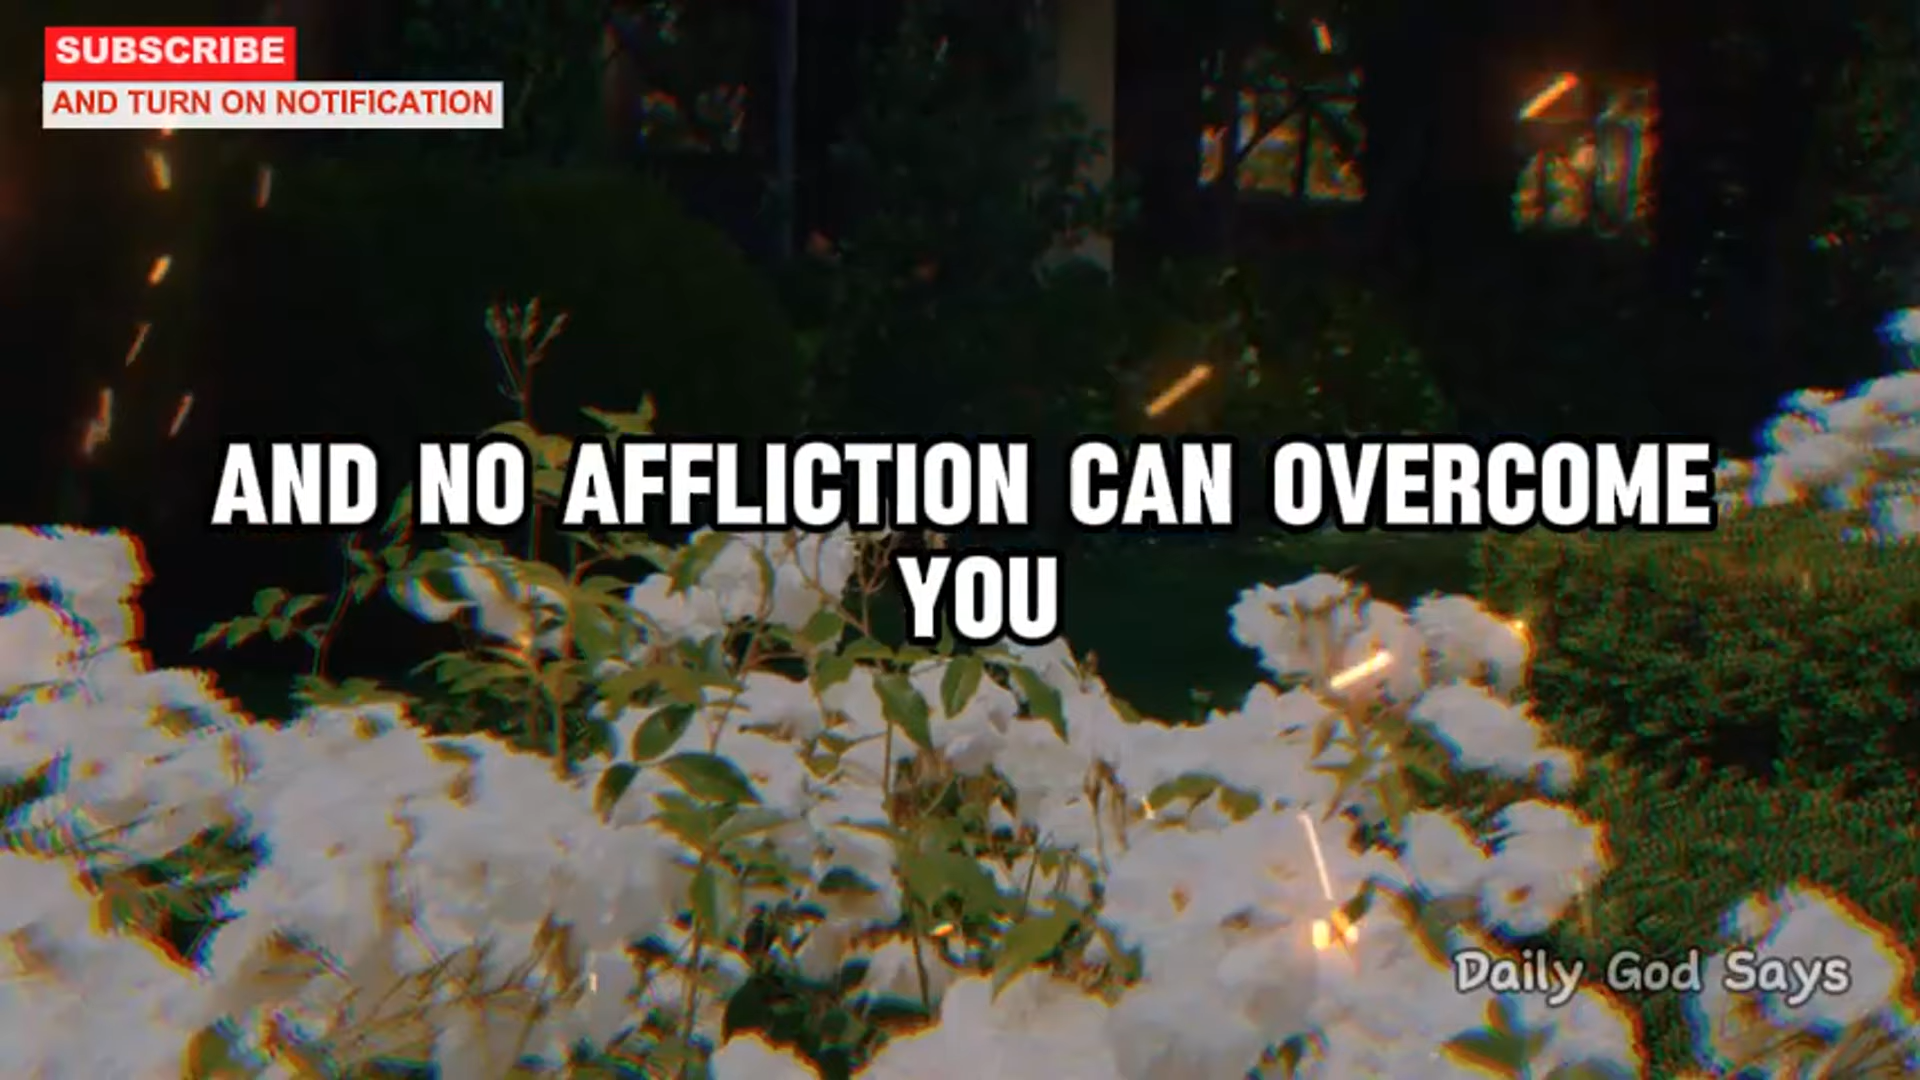 SUBSCRIBE
AND TURN ON NOTIFICATION
AND NO AFFLICTION CAN OVERCOME
YOU
Daily God Says